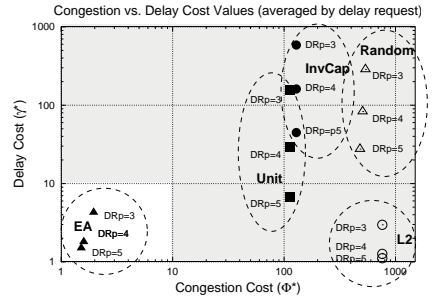 Congestion vs. Delay Cost Values (averaged by delay request)
1000
100
10
1
Delay Cost (γ*)
DRp=3
InvCap
DRp=4
DRp=p5
Random
DRp=3
DRp=4
DRp=5
DRp=3
DRp=4
Unit
DRp=5
EA
DRp=3
DRp=4
DRp=5
DRp=3
DRp=4
DRp=5
L2
1
10
100
1000
Congestion Cost (Φ*)